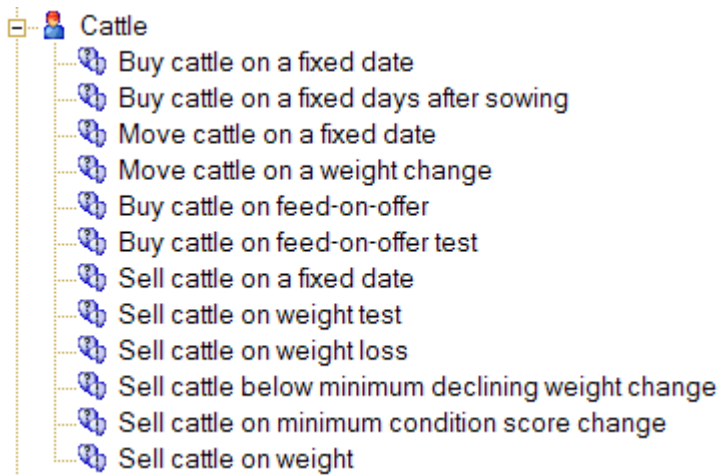 Cattle
Buy cattle on a fixed date
Buy cattle on a fixed days after sowing
Move cattle on a fixed date
Move cattle on a weight change
Buy cattle on feed-on-offer
Buy cattle on feed-on-offer test
Sell cattle on a fixed date
Sell cattle on weight test
Sell cattle on weight loss
Sell cattle below minimum declining weight change
Sell cattle on minimum condition score change
Sell cattle on weight